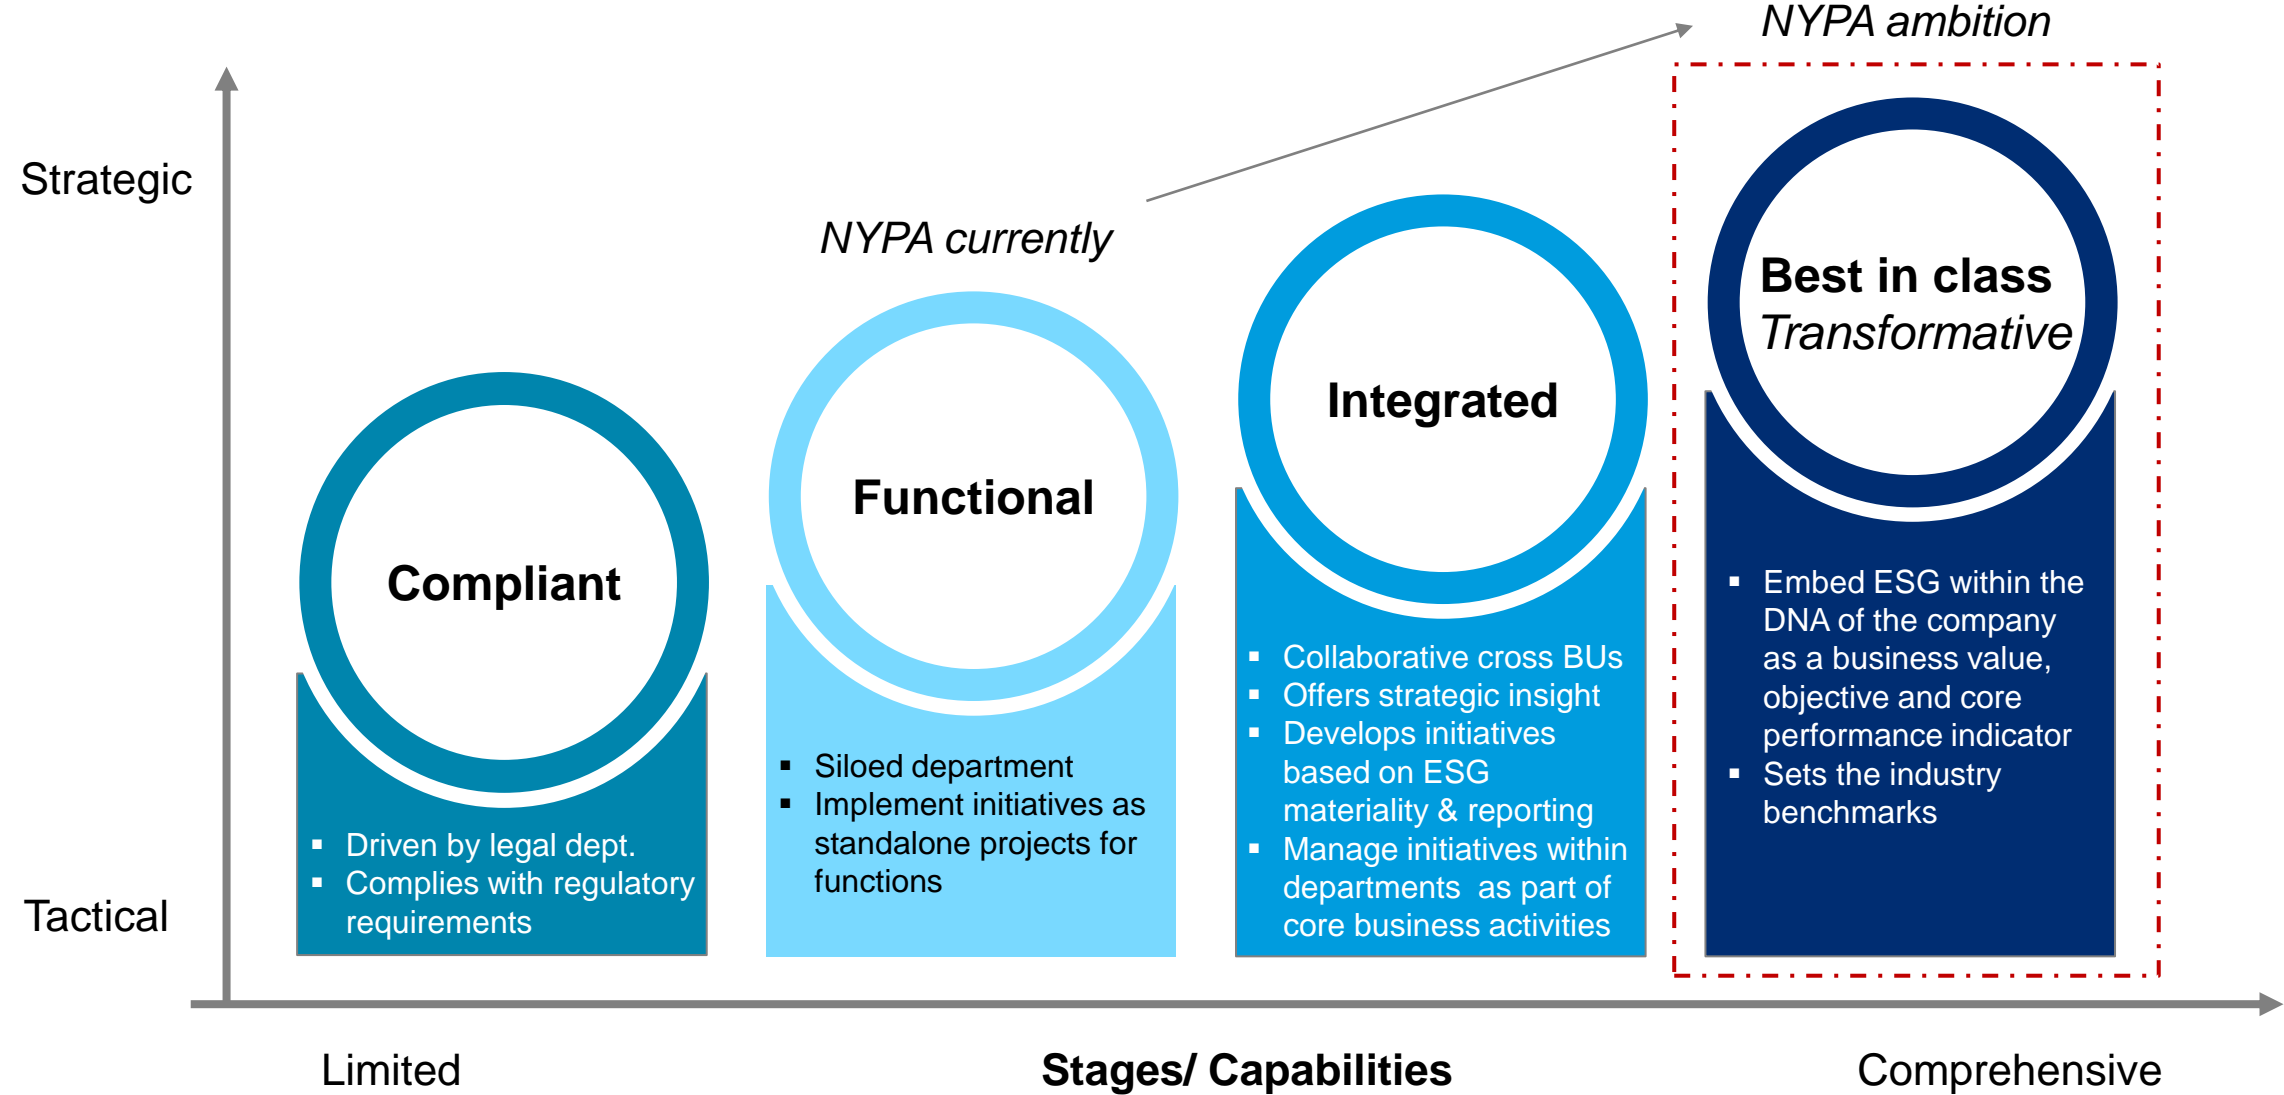 NYPA ambition
Strategic
NYPA currently
Best in class
Transformative
Integrated
Functional
Compliant
▪ Driven by legal dept.
▪ Complies with regulatory
requirements
▪ Siloed department
▪ Implement initiatives as
standalone projects for
functions
▪ Collaborative cross BUs
▪ Offers strategic insight
▪ Develops initiatives
based on ESG
materiality & reporting
▪ Manage initiatives within
departments  as part of
core business activities
▪ Embed ESG within the
DNA of the company
as a business value,
objective and core
performance indicator
▪ Sets the industry
benchmarks
Tactical
Limited
Stages/ Capabilities
Comprehensive